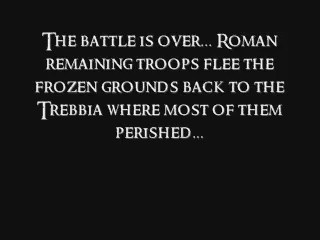 The battle is over... Roman
remaining troops flee the
frozen grounds back to the
Trebbia where most of them
perished...